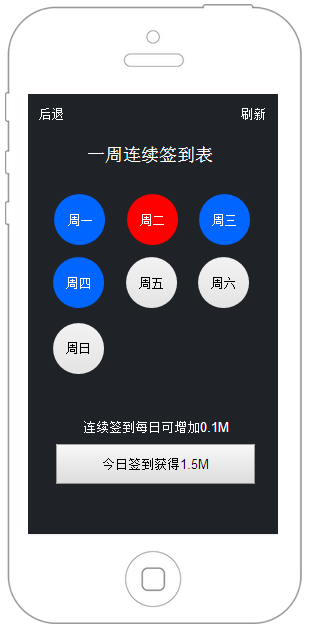 后退 刷新
一周连续签到表
周一 周二 周三
周四 周五 周六
周日
连续签到每日可增加0.1M
今日签到获得1.5M